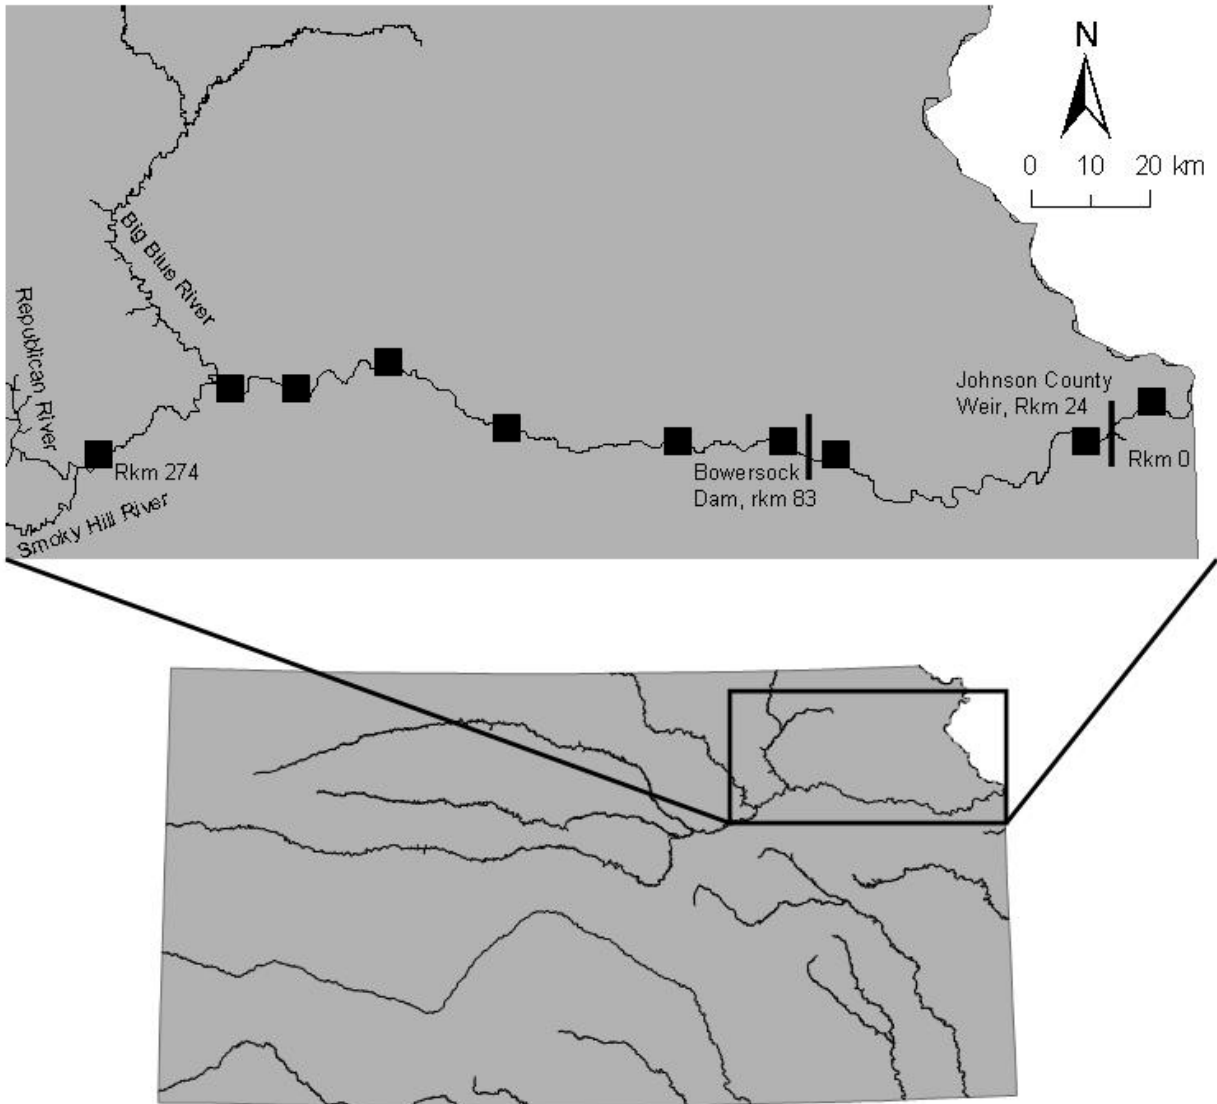 N
0 10 20 km
Big Blue River
Republican
River
Johnson County
Weir, Rkm 24
Rkm 274
Bowersock
Dam, rkm 83
Rkm 0
Smoky Hill River